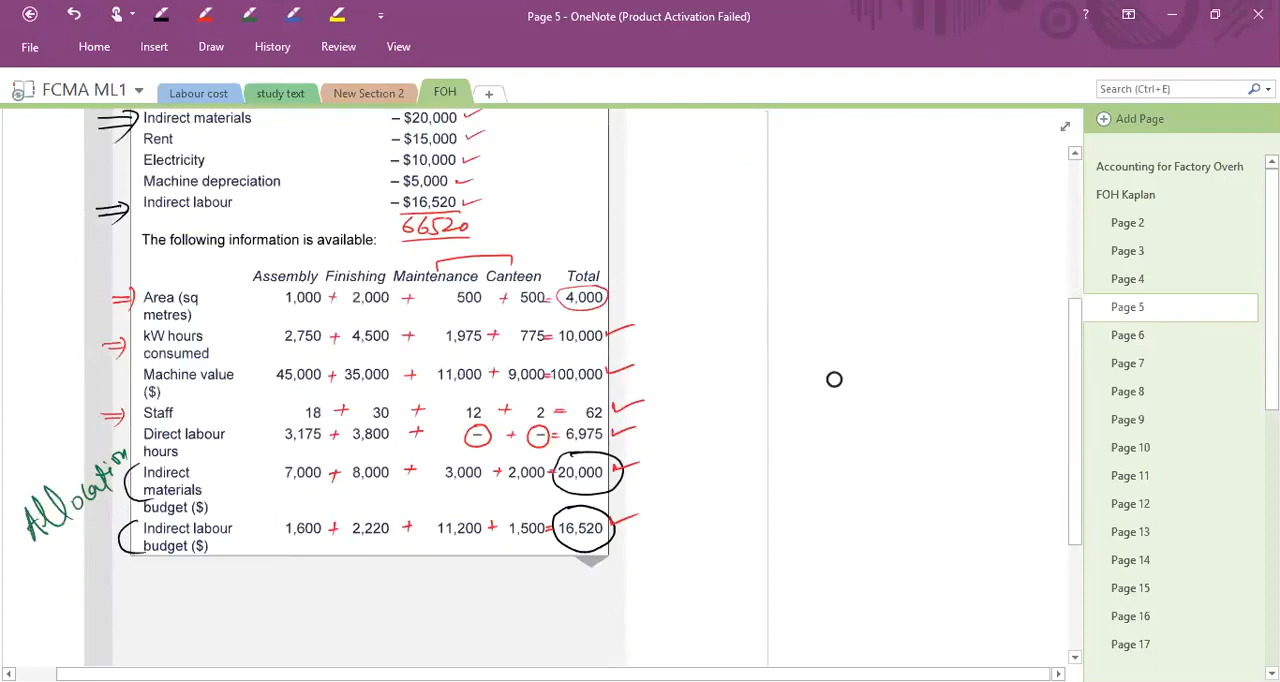 Page 5 - OneNote (Product Activation Failed)
?
File Home Insert Draw History Review View
FCMA ML1 Labour cost study text New Section 2 FOH + Search (Ctrl+E)
Add Page
Accounting for Factory Overh
FOH Kaplan
Page 2
Page 3
Page 4
Page 5
Page 6
Page 7
Page 8
Page 9
Page 10
Page 11
Page 12
Page 13
Page 14
Page 15
Page 16
Page 17
Indirect materials – $20,000
Rent – $15,000
Electricity – $10,000
Machine depreciation – $5,000
Indirect labour – $16,520
66520
The following information is available:
Assembly Finishing Maintenance Canteen Total
Area (sq 1,000 + 2,000 + 500 + 500 = 4,000
metres)
kW hours 2,750 + 4,500 + 1,975 + 775 = 10,000
consumed
Machine value 45,000 + 35,000 + 11,000 + 9,000 = 100,000
($)
Staff 18 + 30 + 12 + 2 = 62
Direct labour 3,175 + 3,800 + – + – = 6,975
hours
Indirect 7,000 + 8,000 + 3,000 + 2,000 = 20,000
materials
budget ($)
Indirect labour 1,600 + 2,220 + 11,200 + 1,500 = 16,520
budget ($)
Allocation